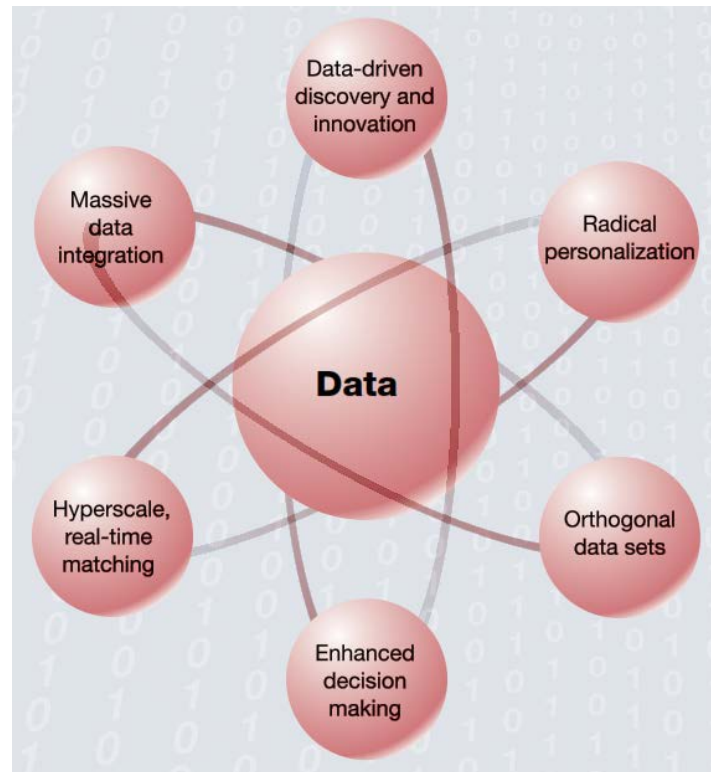 Data-driven
discovery and
innovation
Massive
data
integration
Radical
personalization
Data
Hyperscale,
real-time
matching
Orthogonal
data sets
Enhanced
decision
making